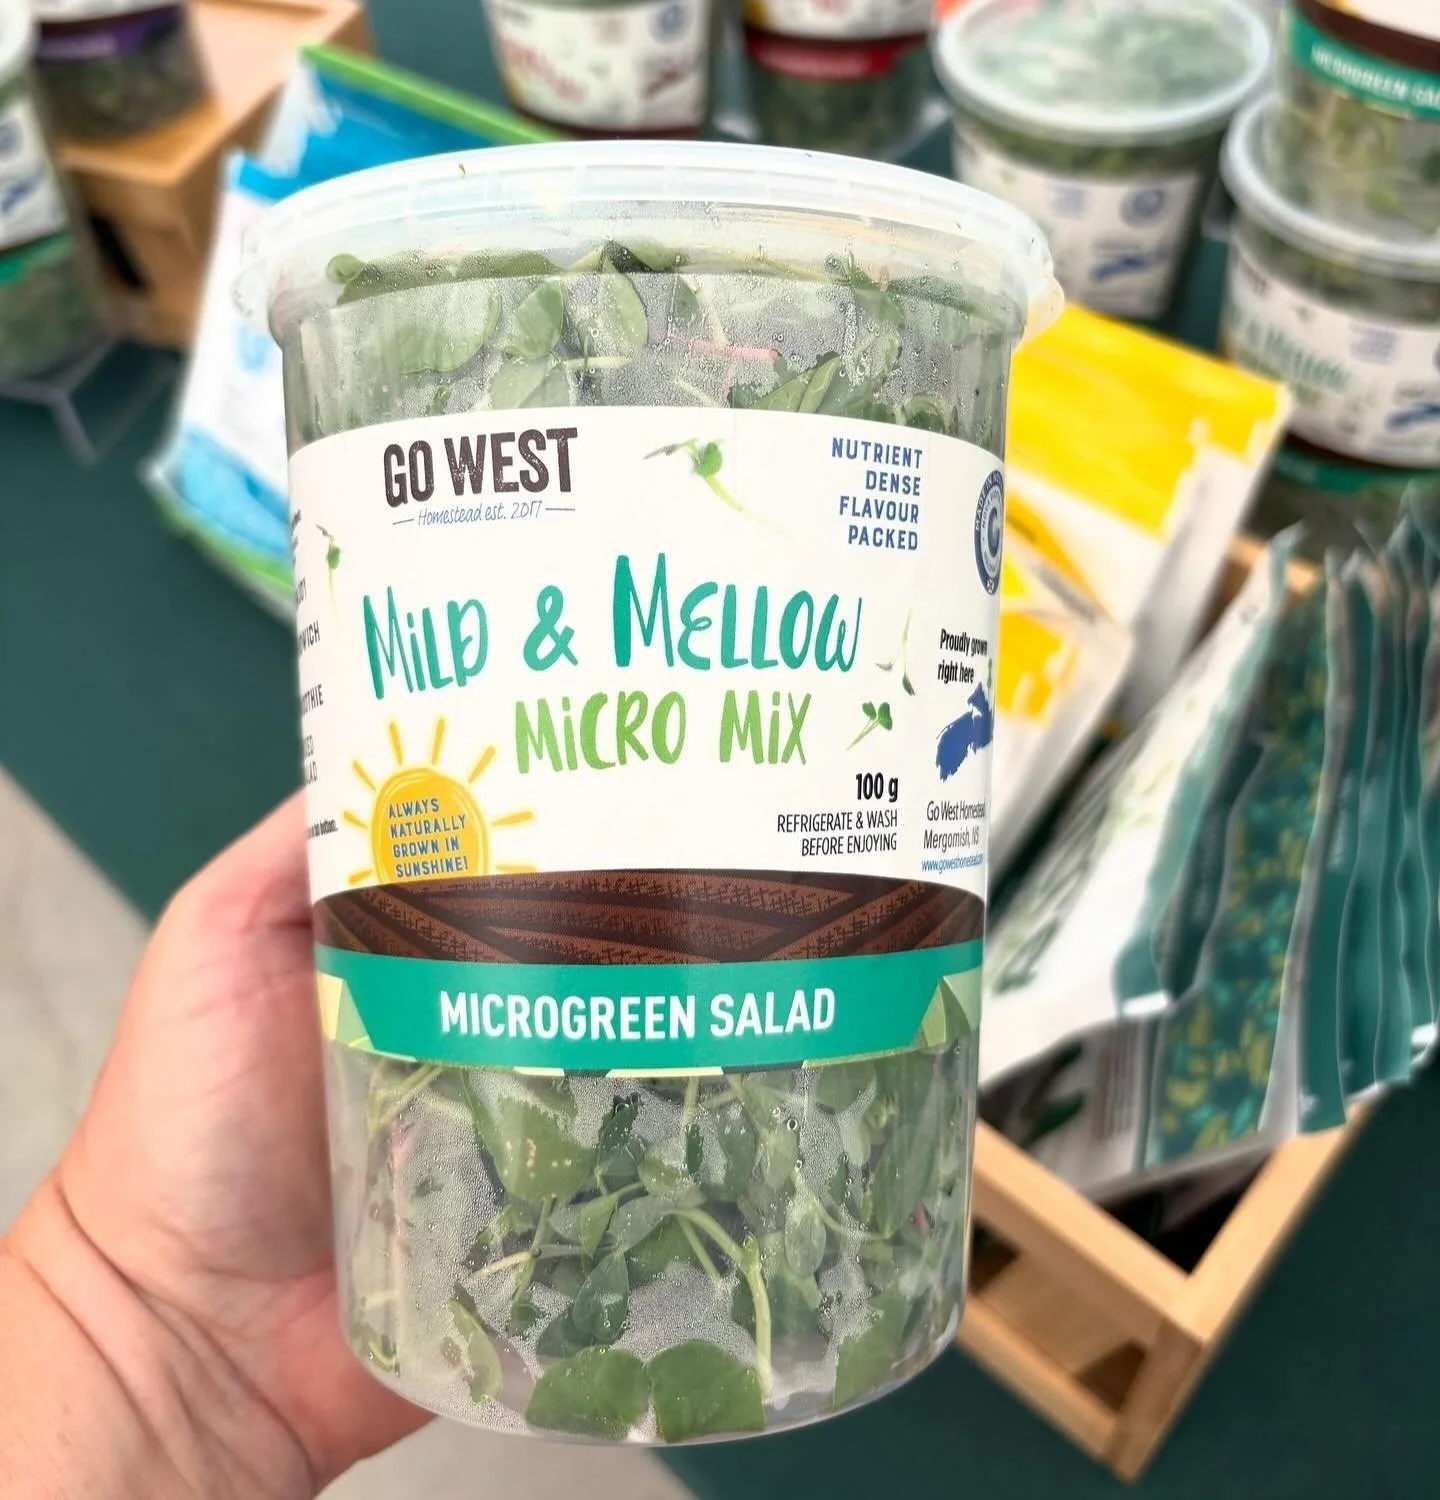 GO WEST
Homestead est. 2017
NUTRIENT
DENSE
FLAVOUR
PACKED
MILD & MELLOW
MICRO MIX
ALWAYS
NATURALLY
GROWN IN
SUNSHINE!
100 g
REFRIGERATE & WASH
BEFORE ENJOYING
Proudly grown
right here
Go West Homestead
Mergomish, NS
MICROGREEN SALAD
MICROGREEN